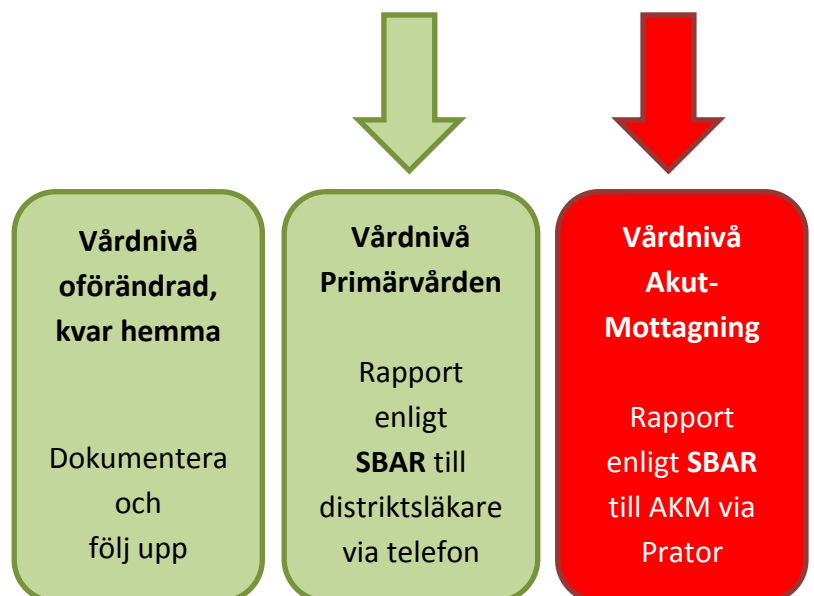 Vårdnivå
oförändrad,
kvar hemma
Dokumentera
och
följ upp
Vårdnivå
Primärvården
Rapport
enligt
SBAR till
distriktsläkare
via telefon
Vårdnivå
Akut-
Mottagning
Rapport
enligt SBAR
till AKM via
Prator